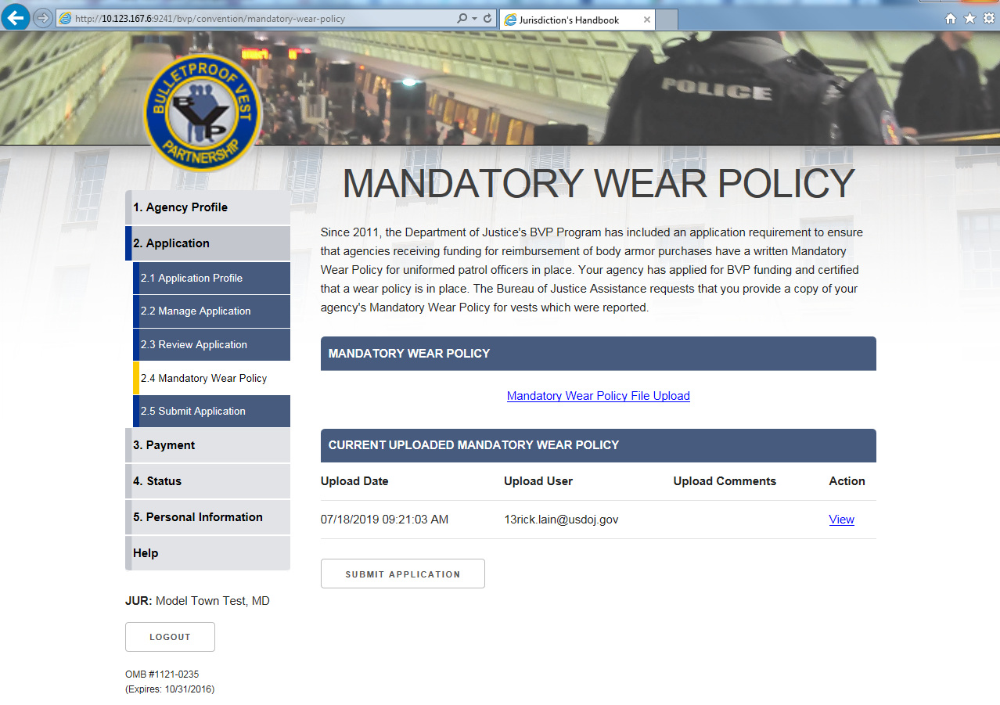 http://10.123.167.6:9241/bvp/convention/mandatory-wear-policy
Jurisdiction's Handbook
BULLETPROOF VEST
BVP
PARTNERSHIP
POLICE
MANDATORY WEAR POLICY
1. Agency Profile
2. Application
2.1 Application Profile
2.2 Manage Application
2.3 Review Application
2.4 Mandatory Wear Policy
2.5 Submit Application
3. Payment
4. Status
5. Personal Information
Help
JUR: Model Town Test, MD
LOGOUT
OMB #1121-0235
(Expires: 10/31/2016)
Since 2011, the Department of Justice's BVP Program has included an application requirement to ensure
that agencies receiving funding for reimbursement of body armor purchases have a written Mandatory
Wear Policy for uniformed patrol officers in place. Your agency has applied for BVP funding and certified
that a wear policy is in place. The Bureau of Justice Assistance requests that you provide a copy of your
agency's Mandatory Wear Policy for vests which were reported.
MANDATORY WEAR POLICY
Mandatory Wear Policy File Upload
CURRENT UPLOADED MANDATORY WEAR POLICY
Upload Date Upload User Upload Comments Action
07/18/2019 09:21:03 AM 13rick.lain@usdoj.gov View
SUBMIT APPLICATION